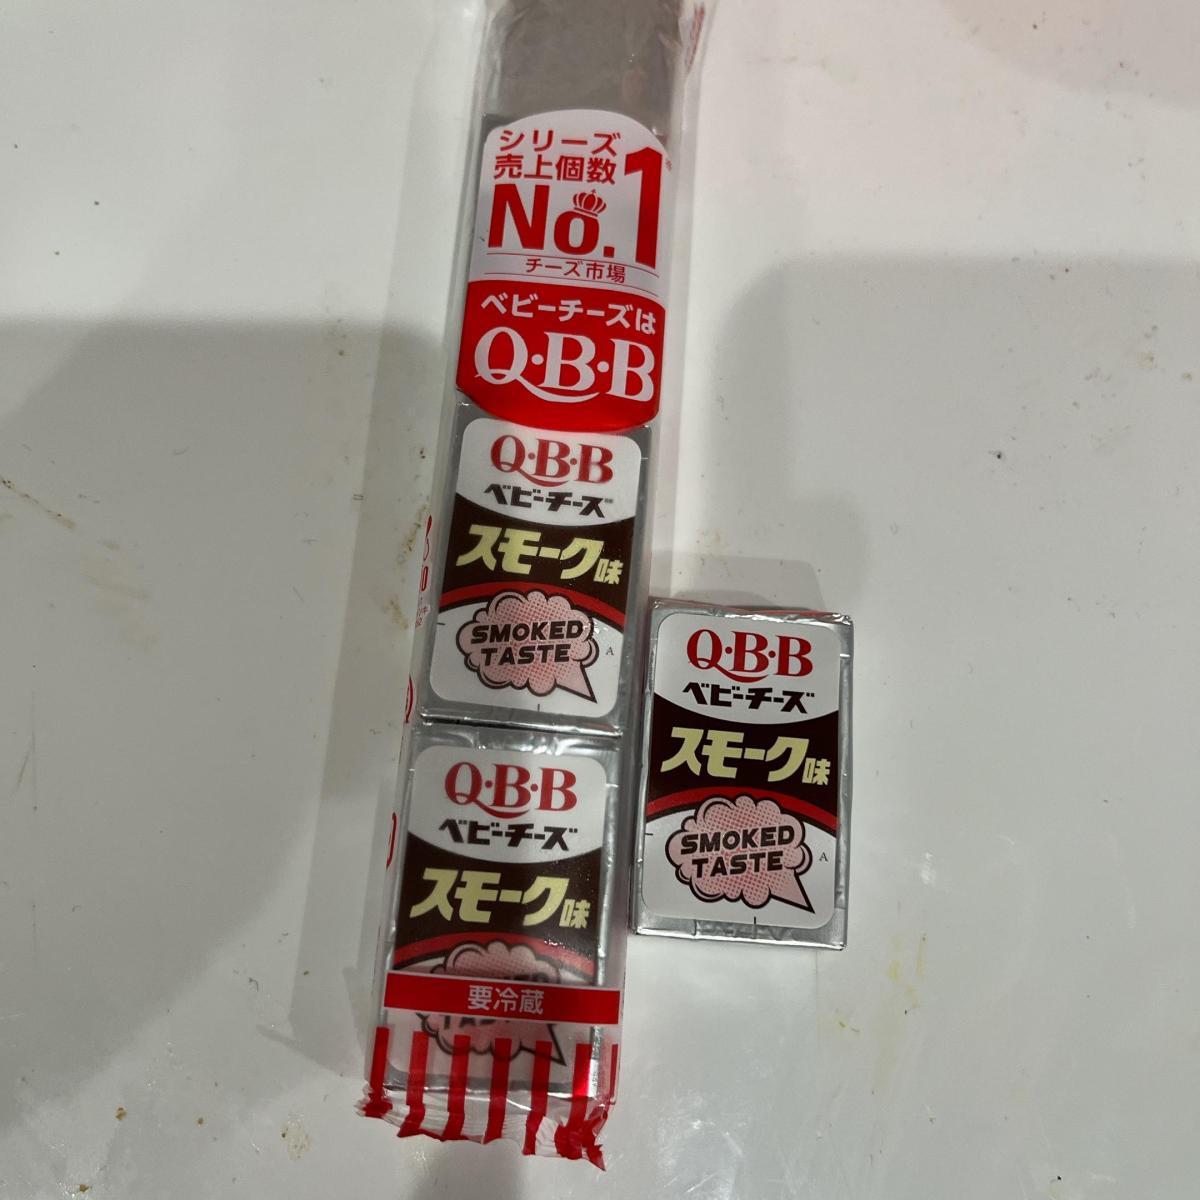 シリーズ
売上個数
No.1
チーズ市場
ベビーチーズは
Q・B・B
Q・B・B
ベビーチーズ
スモーク味
SMOKED
TASTE
A
Q・B・B
ベビーチーズ
スモーク味
要冷蔵
Q・B・B
ベビーチーズ
スモーク味
SMOKED
TASTE
A